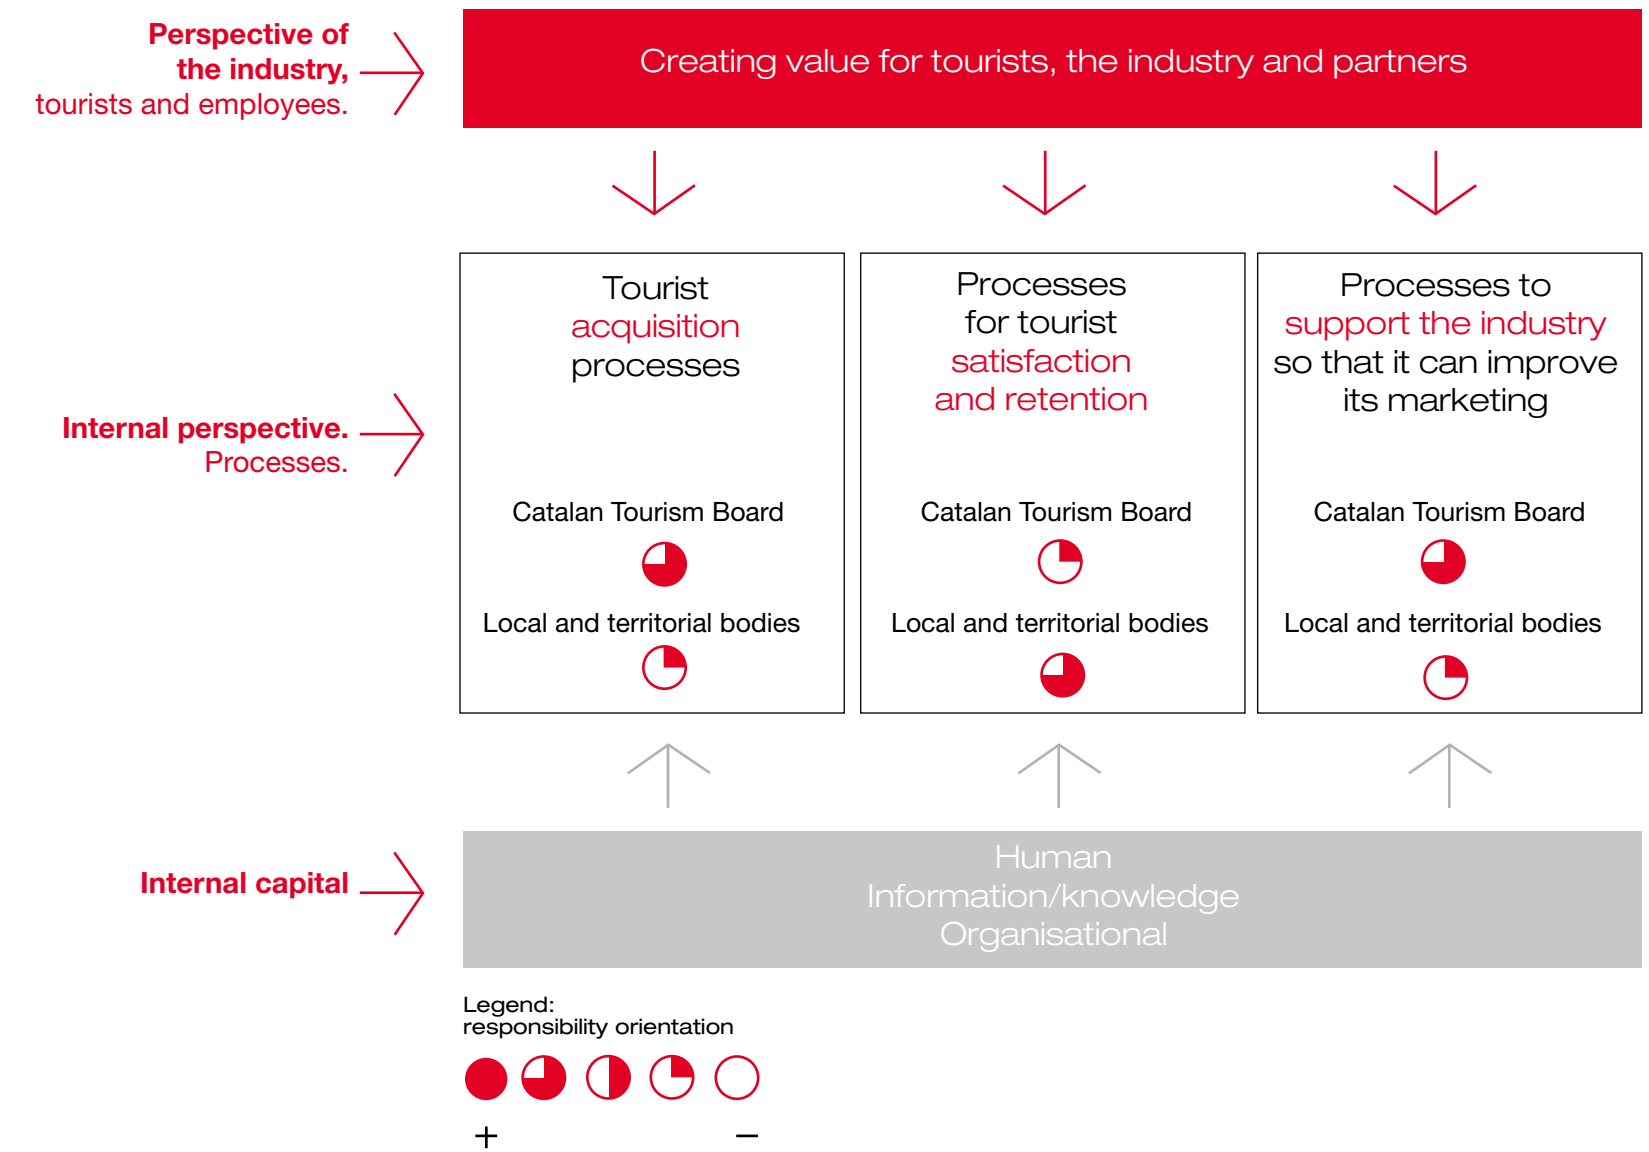 Perspective of
the industry,
tourists and employees.
Creating value for tourists, the industry and partners
Internal perspective.
Processes.
Tourist
acquisition
processes
Catalan Tourism Board
Local and territorial bodies
Processes
for tourist
satisfaction
and retention
Catalan Tourism Board
Local and territorial bodies
Processes to
support the industry
so that it can improve
its marketing
Catalan Tourism Board
Local and territorial bodies
Internal capital
Human
Information/knowledge
Organisational
Legend:
responsibility orientation
+ −